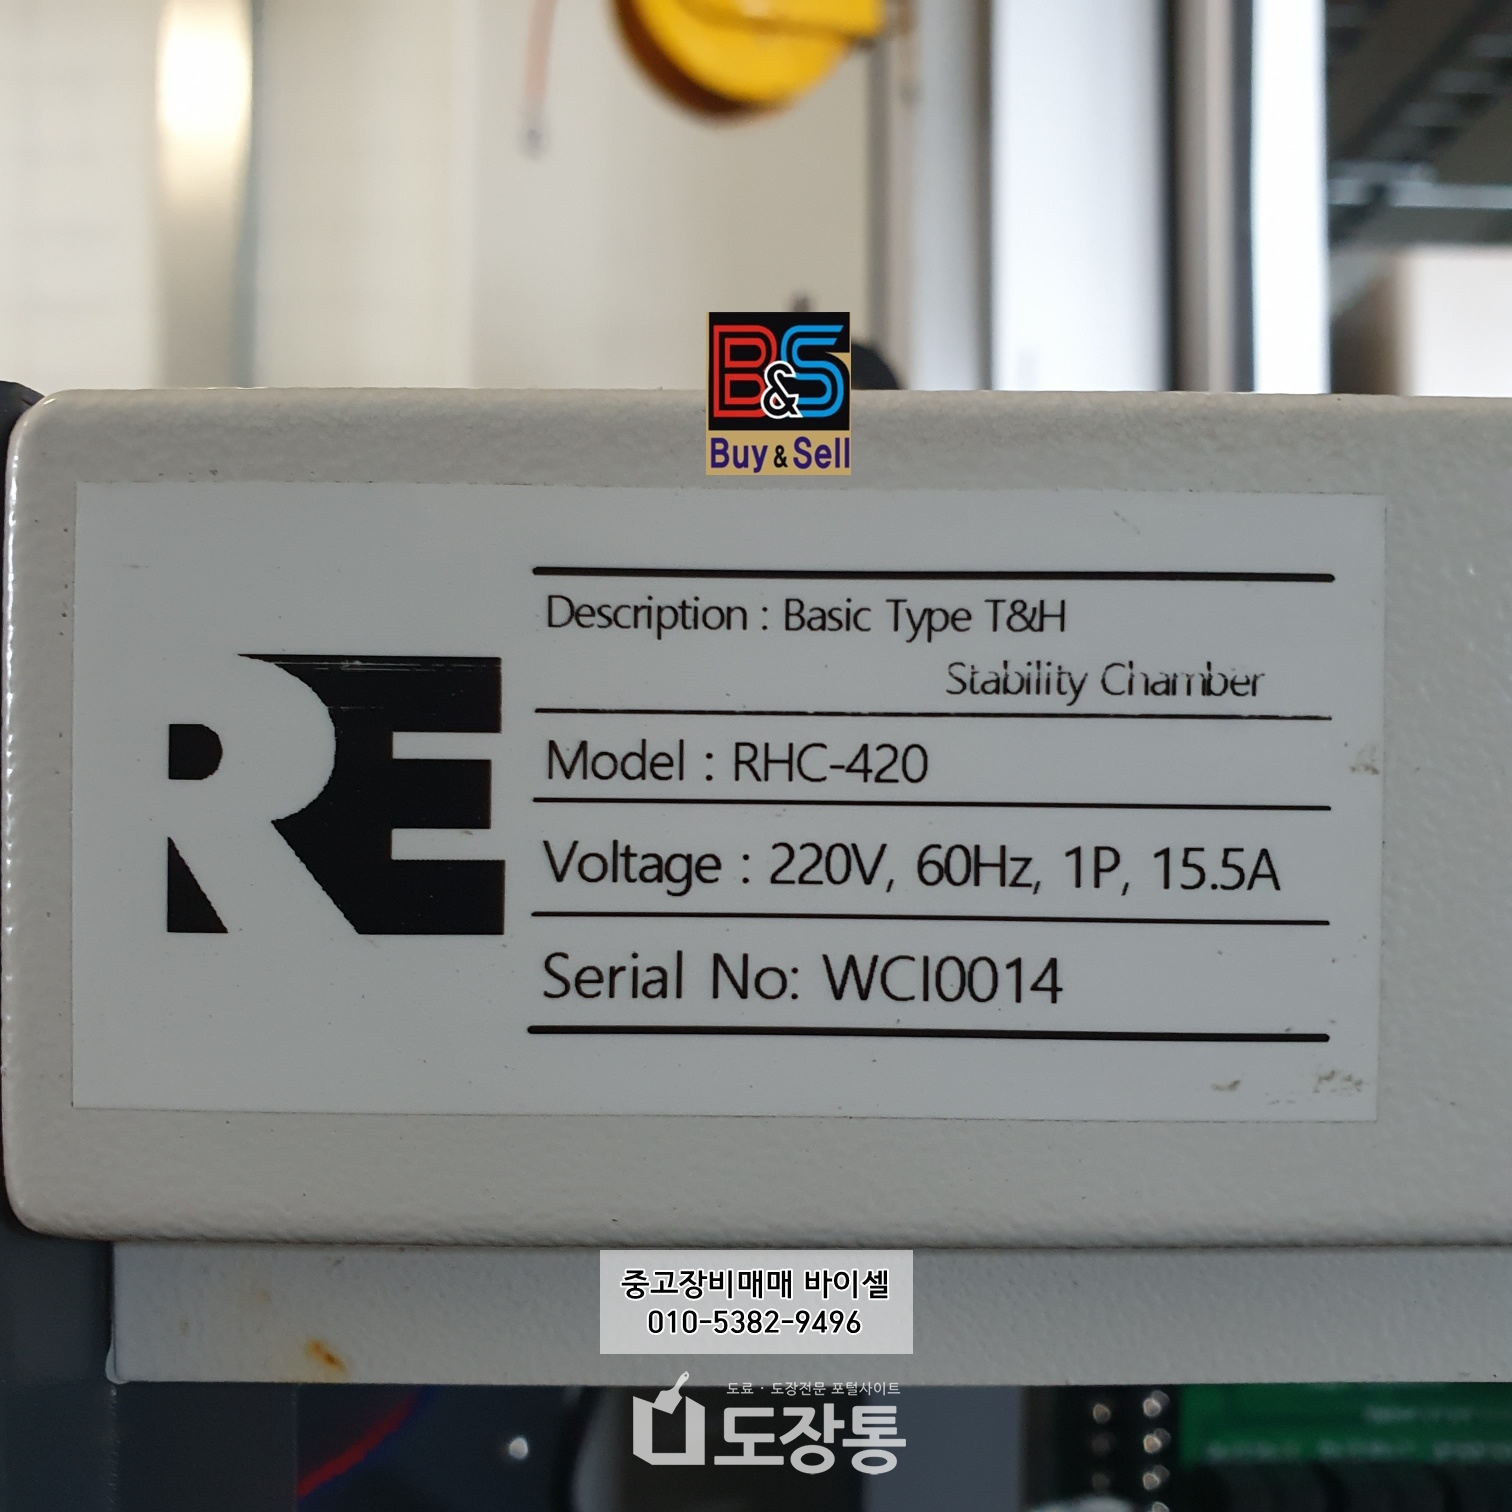 B&S
Buy & Sell
RE
Description : Basic Type T&H
Stability Chamber
Model : RHC-420
Voltage : 220V, 60Hz, 1P, 15.5A
Serial No: WCI0014
중고장비매매 바이셀
010-5382-9496
도료 · 도장전문 포털사이트
도장통